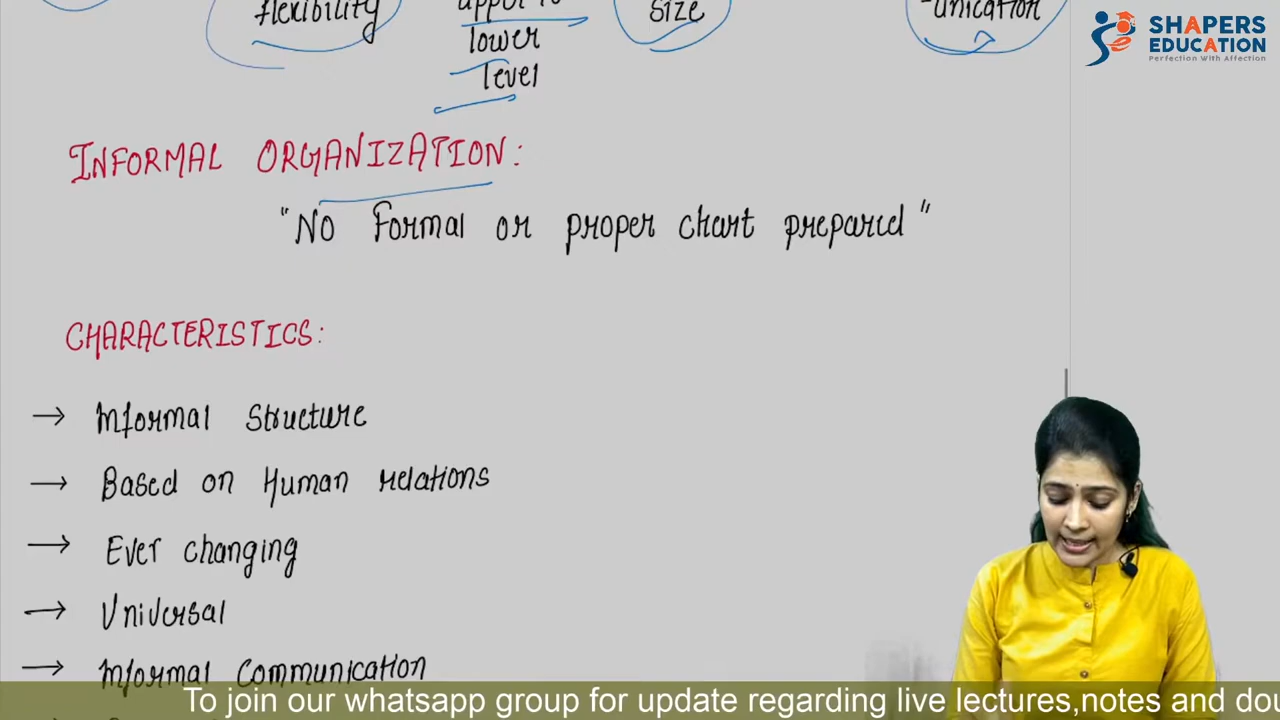 flexibility
size
unication
lower
level
SHAPERS
EDUCATION
Perfection With Affection
INFORMAL ORGANIZATION:
"No Formal or proper chart prepared"
CHARACTERISTICS:
→ Informal Structure
→ Based on Human relations
→ Ever changing
→ Universal
→ Informal Communication
To join our whatsapp group for update regarding live lectures,notes and dou